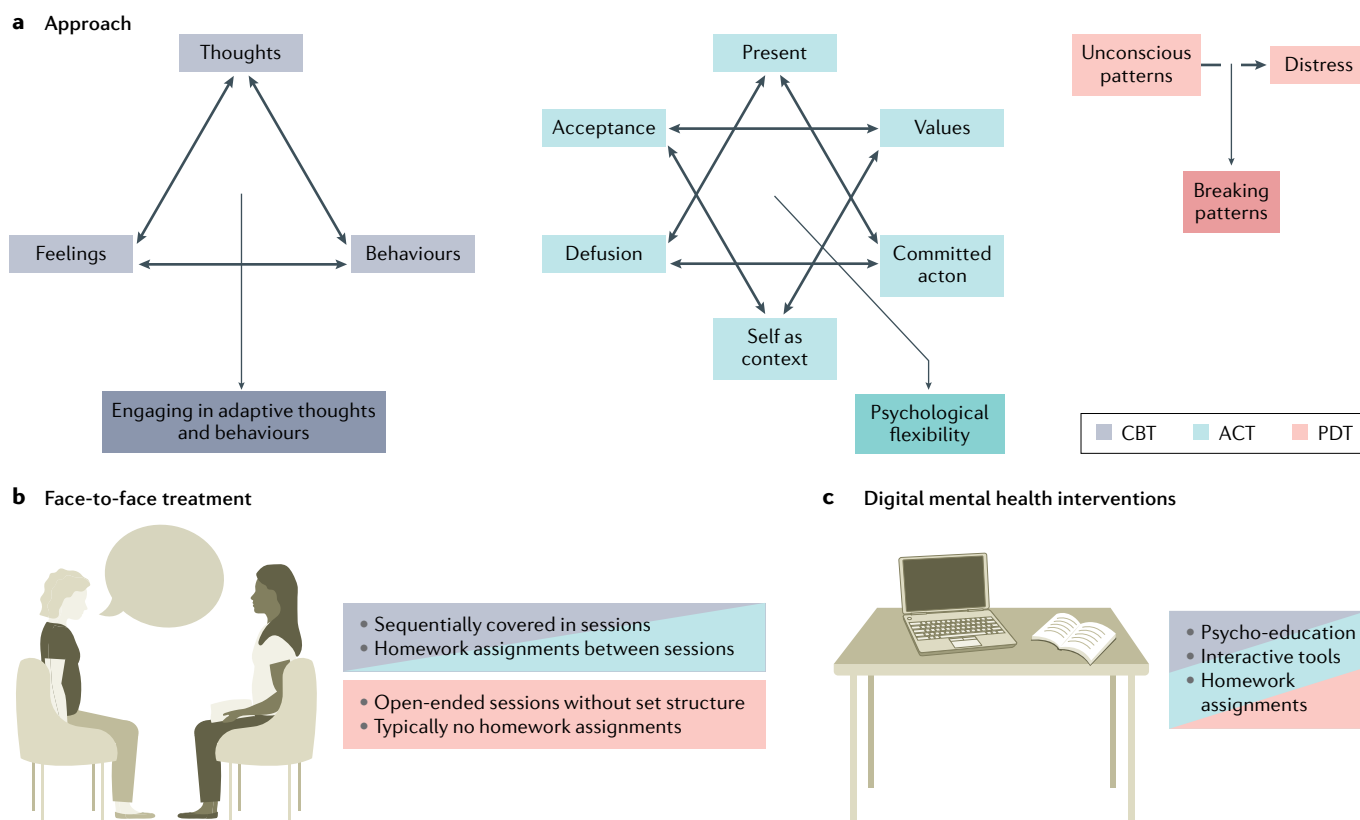 a Approach
Thoughts
Feelings
Behaviours
Engaging in adaptive thoughts
and behaviours
Present
Acceptance
Values
Defusion
Committed
acton
Self as
context
Psychological
flexibility
Unconscious
patterns
Distress
Breaking
patterns
CBT ACT PDT
b Face-to-face treatment
• Sequentially covered in sessions
• Homework assignments between sessions
• Open-ended sessions without set structure
• Typically no homework assignments
c Digital mental health interventions
• Psycho-education
• Interactive tools
• Homework
assignments